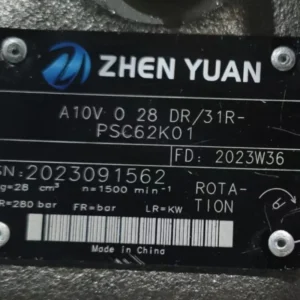 ZHEN YUAN
A10V O 28 DR/31R-
PSC62K01
FD: 2023W36
SN: 2023091562
g=28 cm³ n=1500 min⁻¹ ROTA-
R=280 bar FR=bar LR=KW TION
Made in China